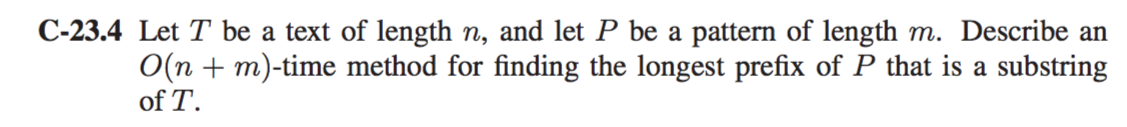 C-23.4 Let T be a text of length n, and let P be a pattern of length m. Describe an
O(n + m)-time method for finding the longest prefix of P that is a substring
of T.